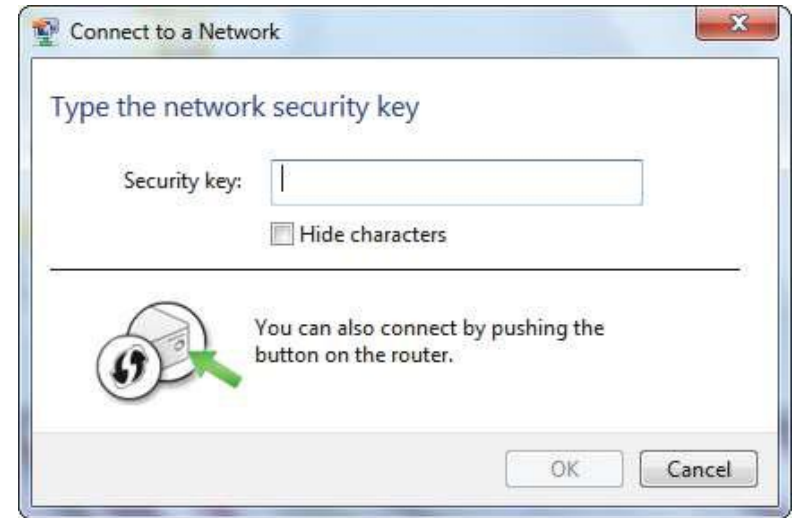 Connect to a Network
Type the network security key
Security key:
Hide characters
You can also connect by pushing the
button on the router.
OK
Cancel